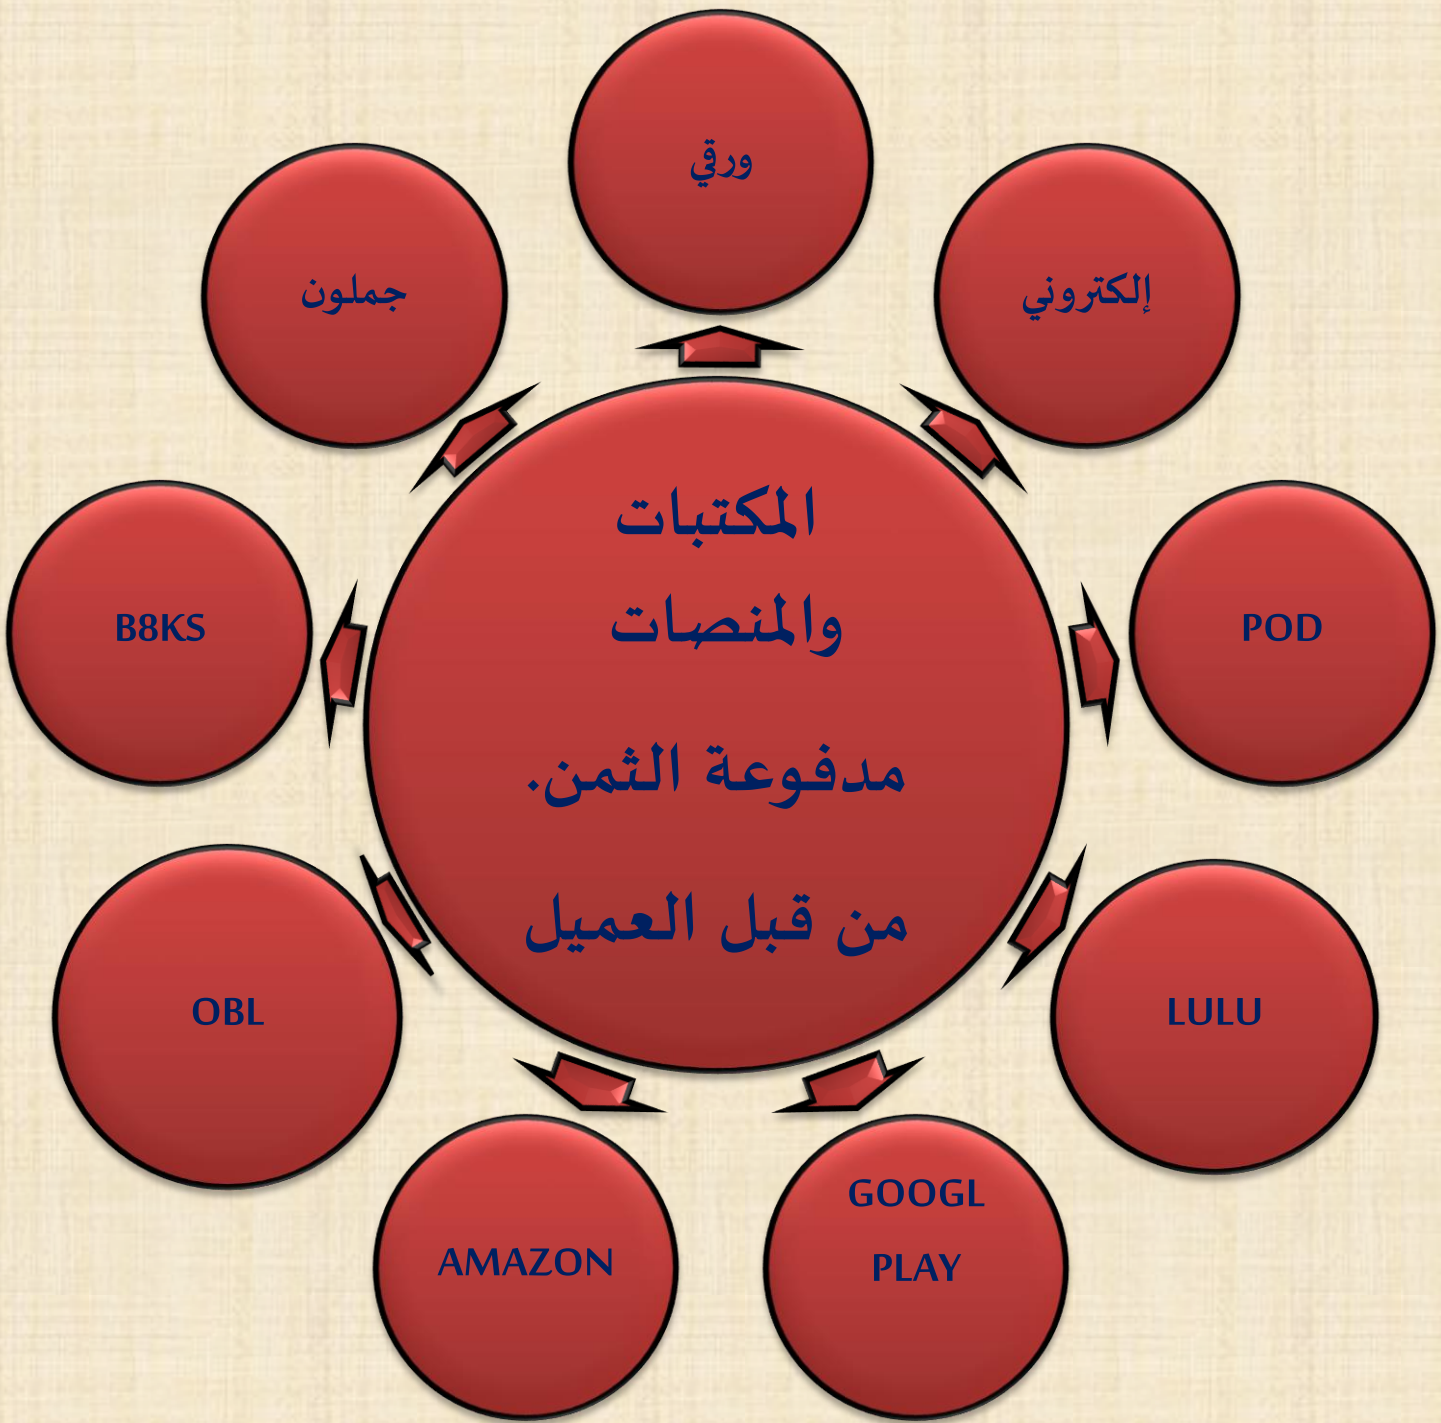 ورقي
إلكتروني
جملون
المكتبات
والمنصات
مدفوعة الثمن.
من قبل العميل
B8KS
POD
OBL
LULU
GOOGL
PLAY
AMAZON